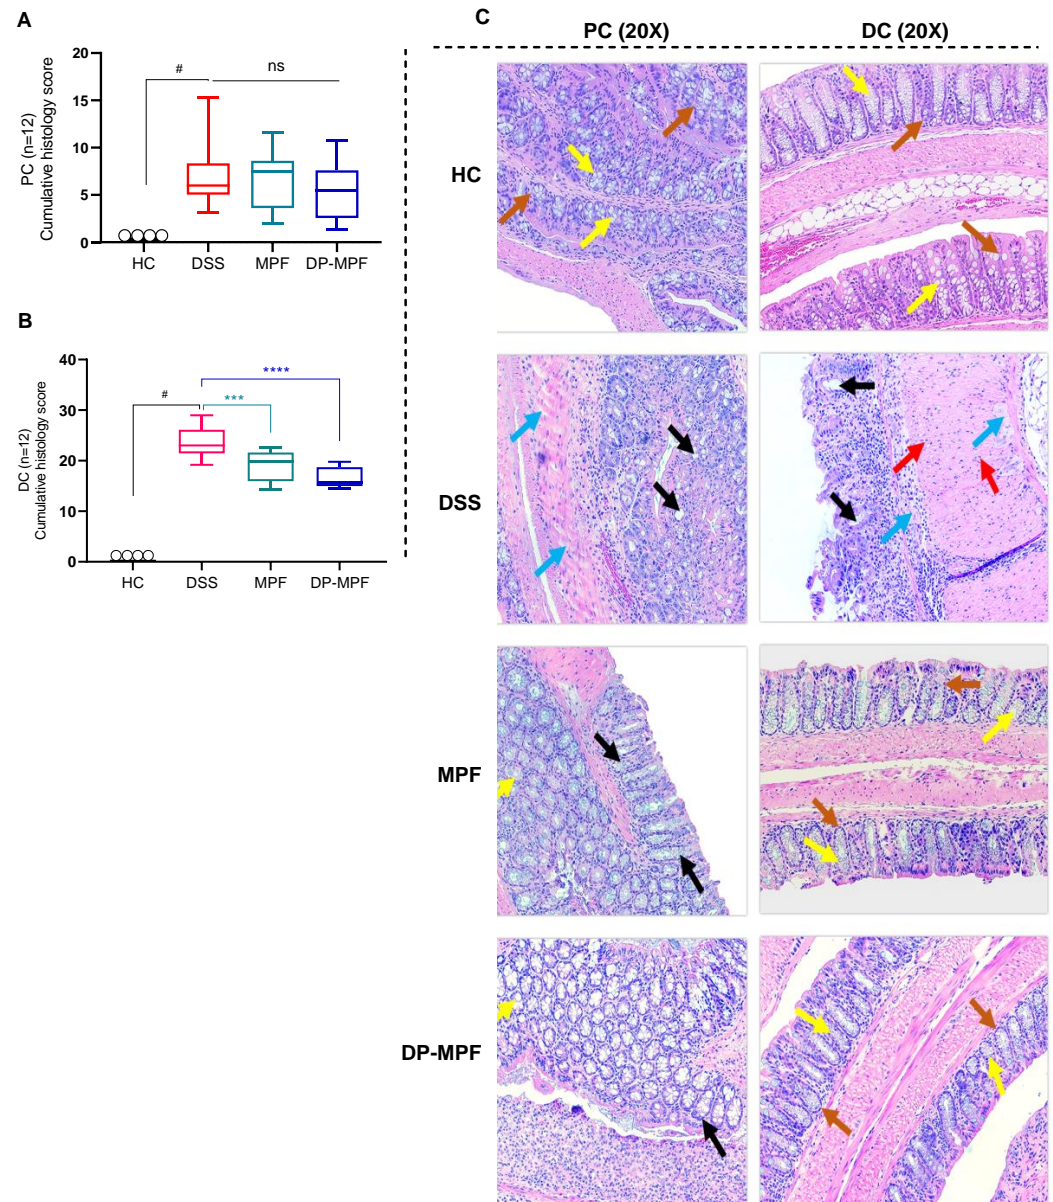 A
PC (n=12)
Cumulative histology score
20
15
10
5
0
#
ns
HC DSS MPF DP-MPF
B
DC (n=12)
Cumulative histology score
40
30
20
10
0
#
***
****
HC DSS MPF DP-MPF
C
PC (20X) DC (20X)
HC
DSS
MPF
DP-MPF